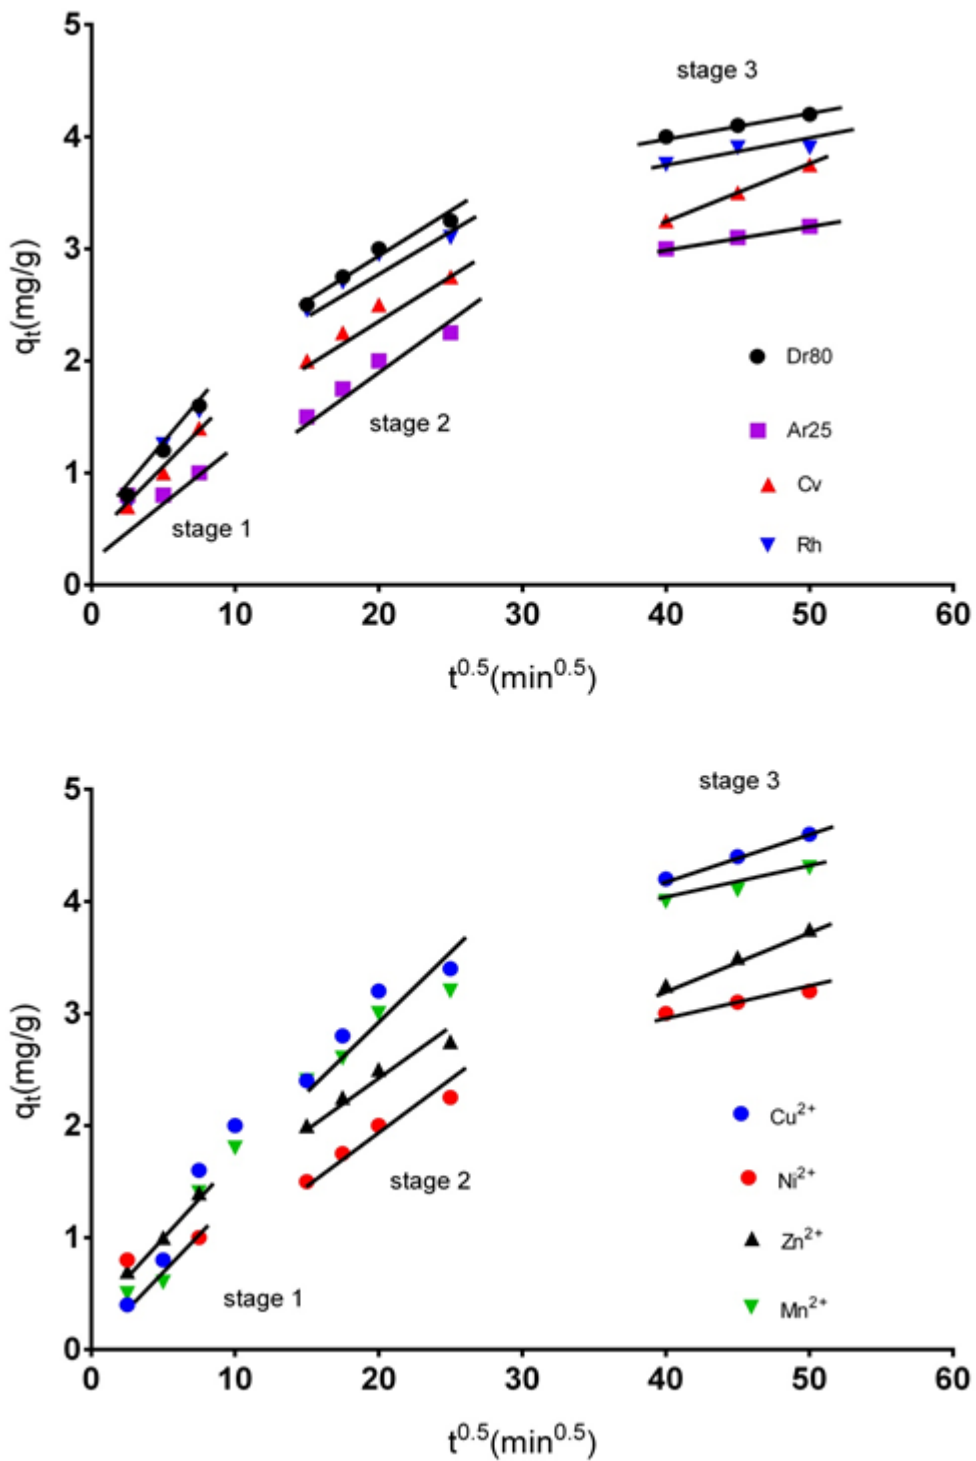 5
stage 3
4
qt(mg/g)
3
Dr80
2
stage 2
Ar25
Cv
1
stage 1
Rh
0
0 10 20 30 40 50 60
t0.5(min0.5)
stage 3
5
4
qt(mg/g)
3
2
Cu2+
stage 2
Ni2+
1
Zn2+
stage 1
Mn2+
0
0 10 20 30 40 50 60
t0.5(min0.5)